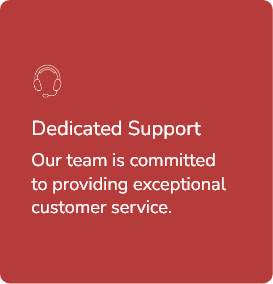 Dedicated Support
Our team is committed
to providing exceptional
customer service.